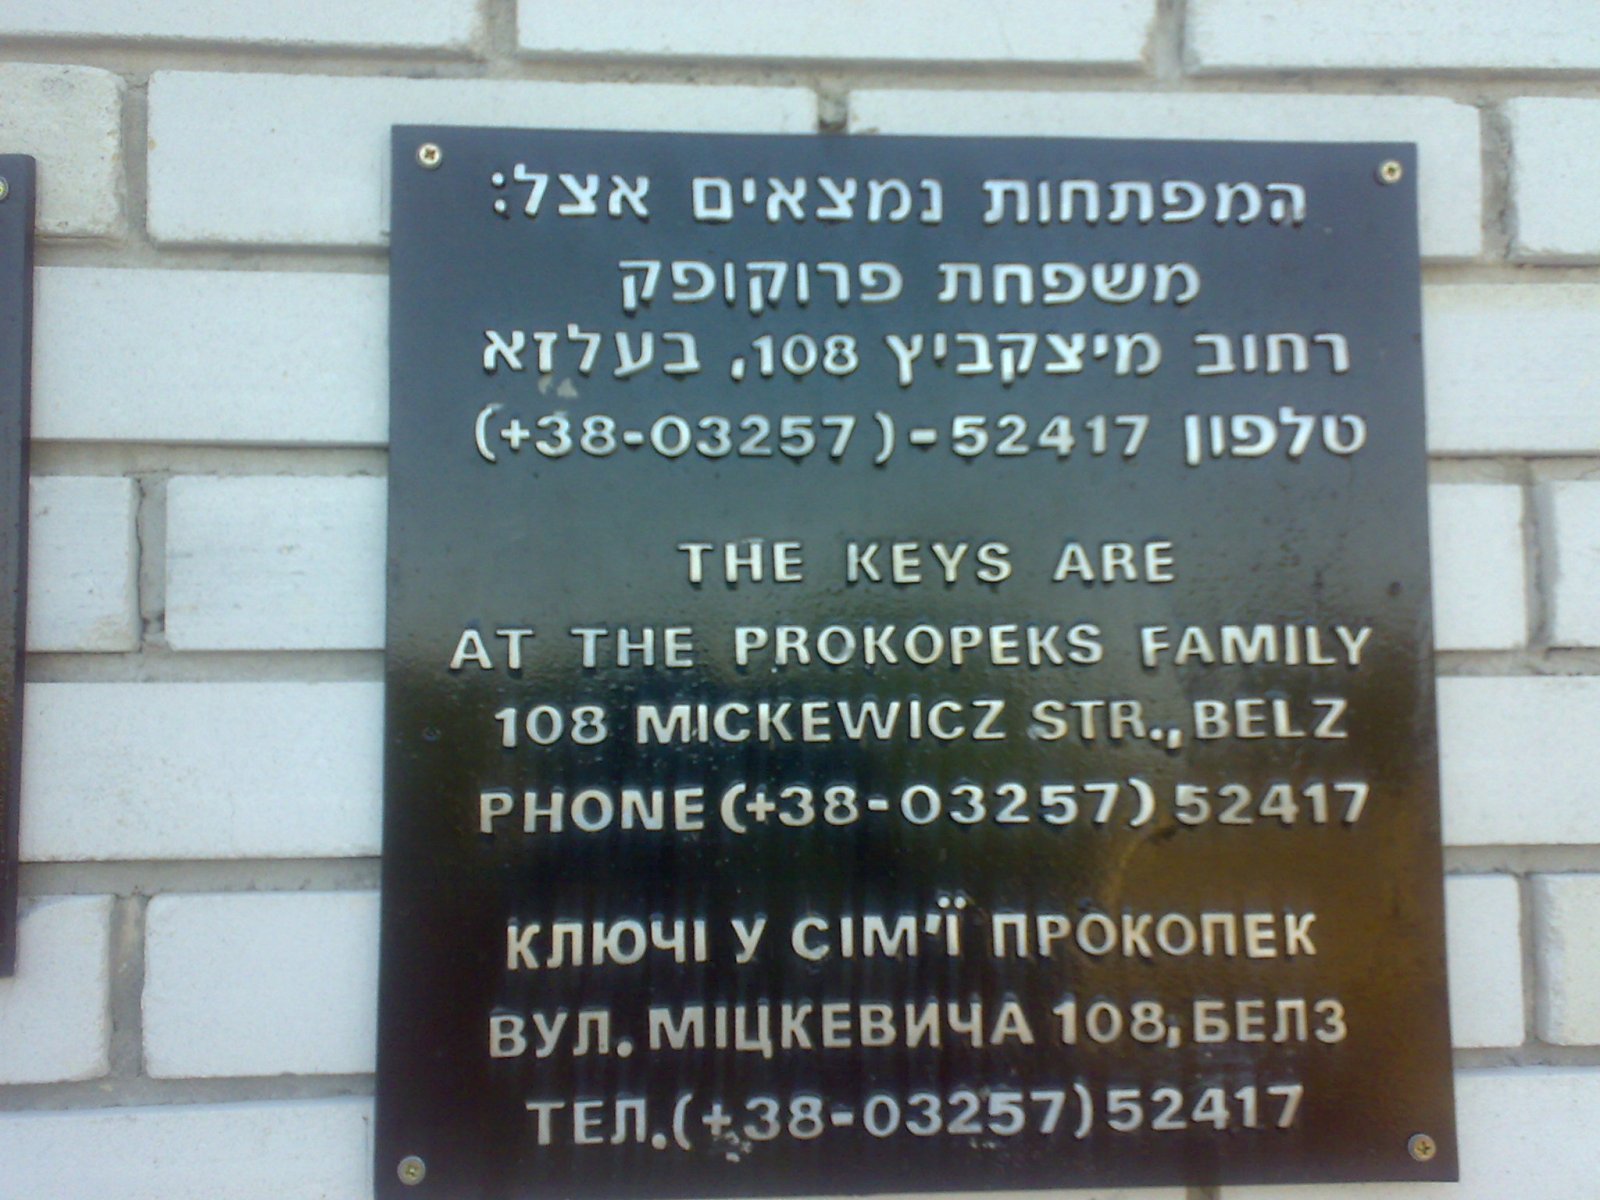 המפתחות נמצאים אצל:
משפחת פרוקופק
רחוב מיצקביץ 108, בעלזא
טלפון 52417-(+38-03257)
THE KEYS ARE
AT THE PROKOPEKS FAMILY
108 MICKEWICZ STR., BELZ
PHONE (+38-03257) 52417
КЛЮЧІ У СІМ'Ї ПРОКОПЕК
ВУЛ. МІЦКЕВИЧА 108, БЕЛЗ
ТЕЛ. (+38-03257) 52417